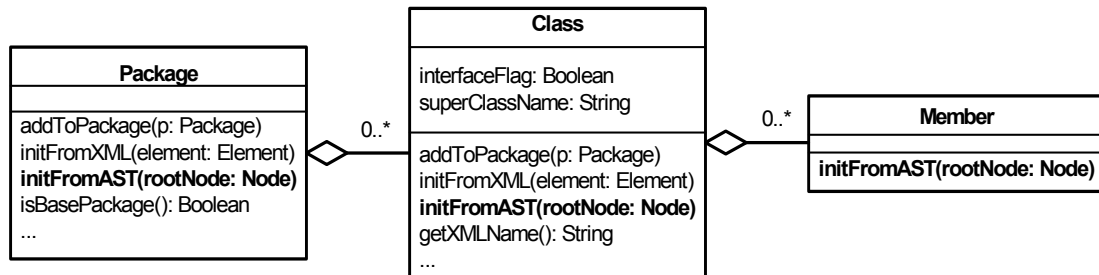 Package
addToPackage(p: Package)
initFromXML(element: Element)
initFromAST(rootNode: Node)
isBasePackage(): Boolean
...
0..*
Class
interfaceFlag: Boolean
superClassName: String
addToPackage(p: Package)
initFromXML(element: Element)
initFromAST(rootNode: Node)
getXMLName(): String
...
0..*
Member
initFromAST(rootNode: Node)